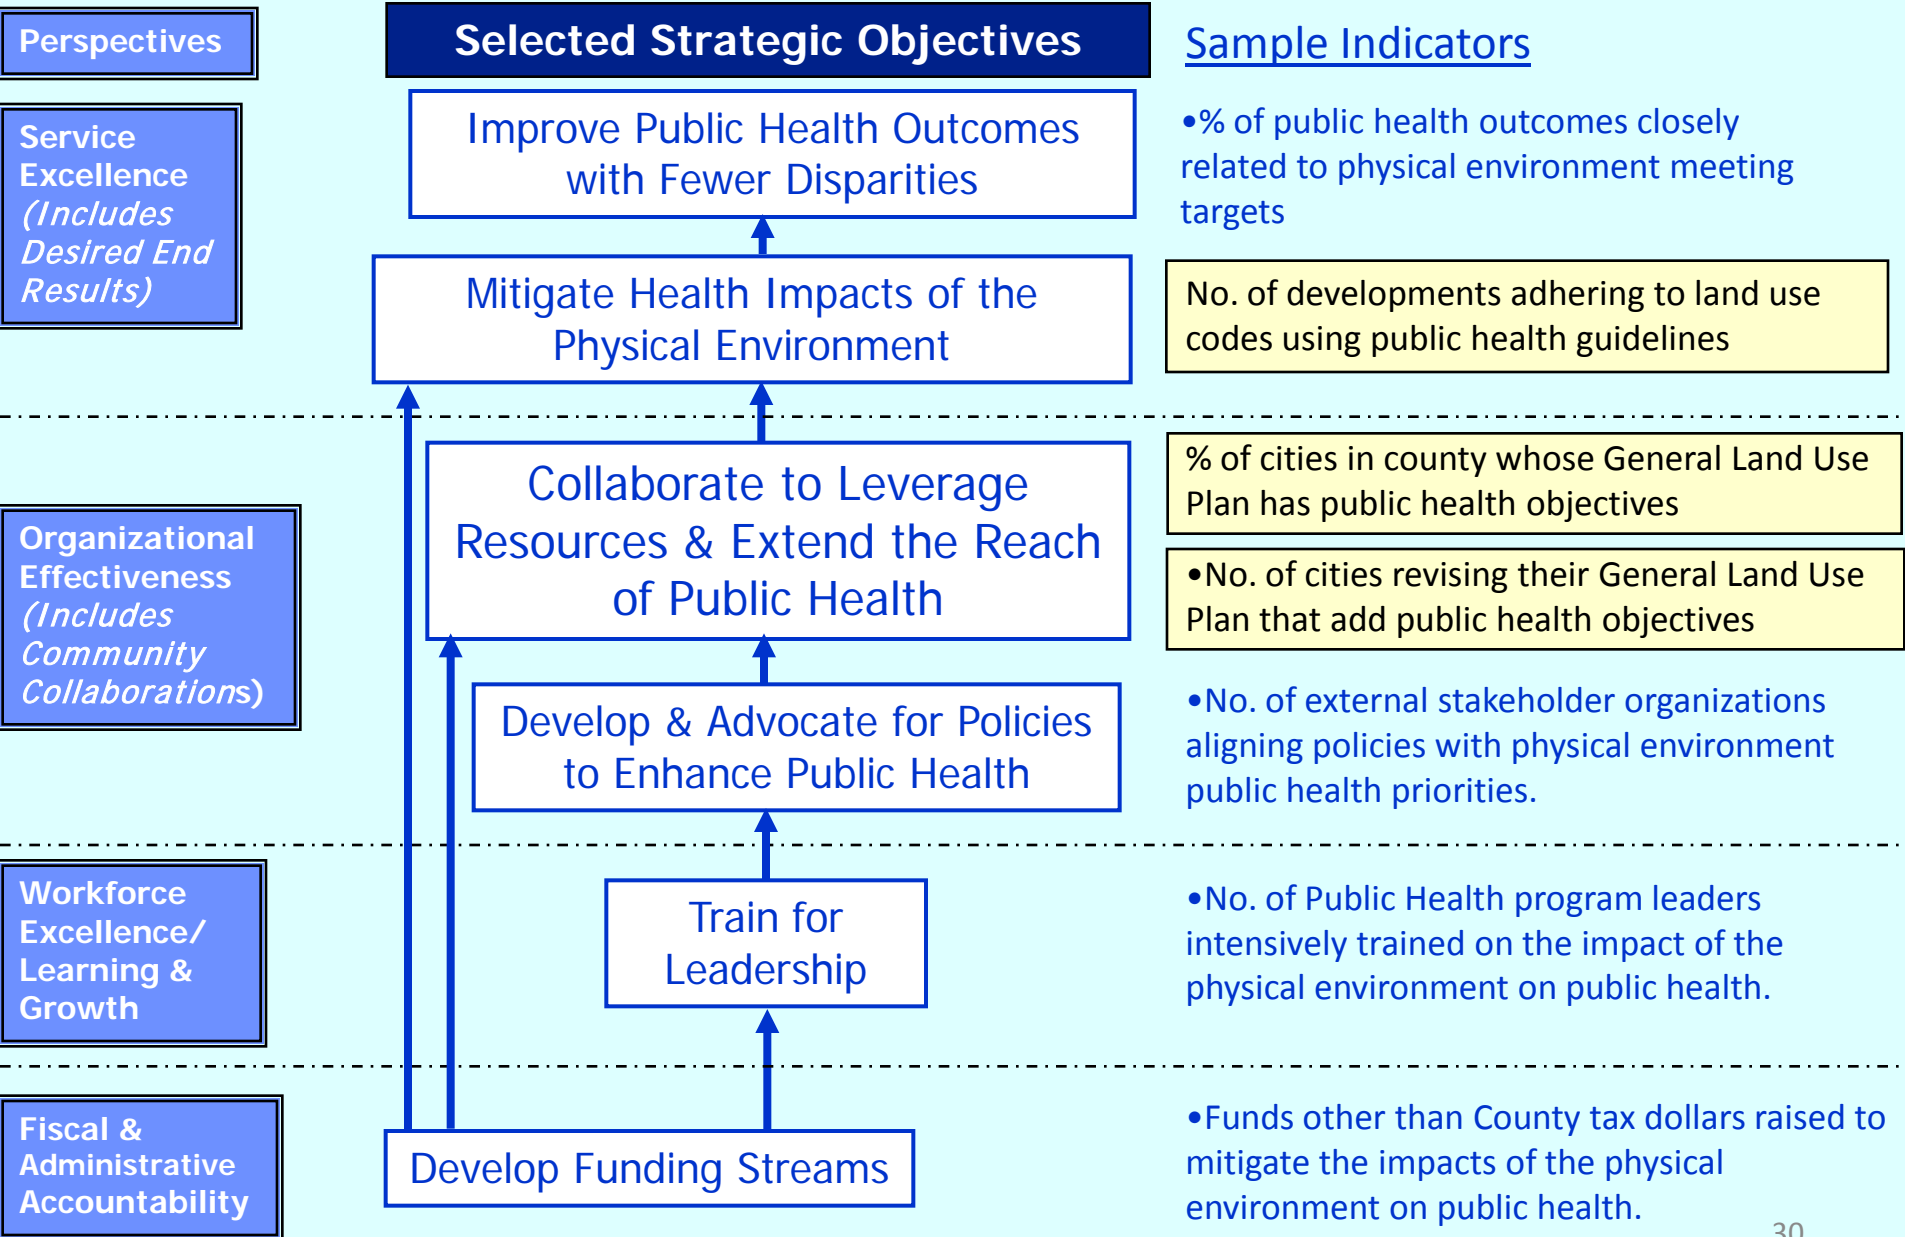 Perspectives
Selected Strategic Objectives
Sample Indicators
Service
Excellence
(Includes
Desired End
Results)
Improve Public Health Outcomes
with Fewer Disparities
•% of public health outcomes closely
related to physical environment meeting
targets
Mitigate Health Impacts of the
Physical Environment
No. of developments adhering to land use
codes using public health guidelines
Organizational
Effectiveness
(Includes
Community
Collaborations)
Collaborate to Leverage
Resources & Extend the Reach
of Public Health
% of cities in county whose General Land Use
Plan has public health objectives
•No. of cities revising their General Land Use
Plan that add public health objectives
Develop & Advocate for Policies
to Enhance Public Health
•No. of external stakeholder organizations
aligning policies with physical environment
public health priorities.
Workforce
Excellence/
Learning &
Growth
Train for
Leadership
•No. of Public Health program leaders
intensively trained on the impact of the
physical environment on public health.
Fiscal &
Administrative
Accountability
Develop Funding Streams
•Funds other than County tax dollars raised to
mitigate the impacts of the physical
environment on public health.
30